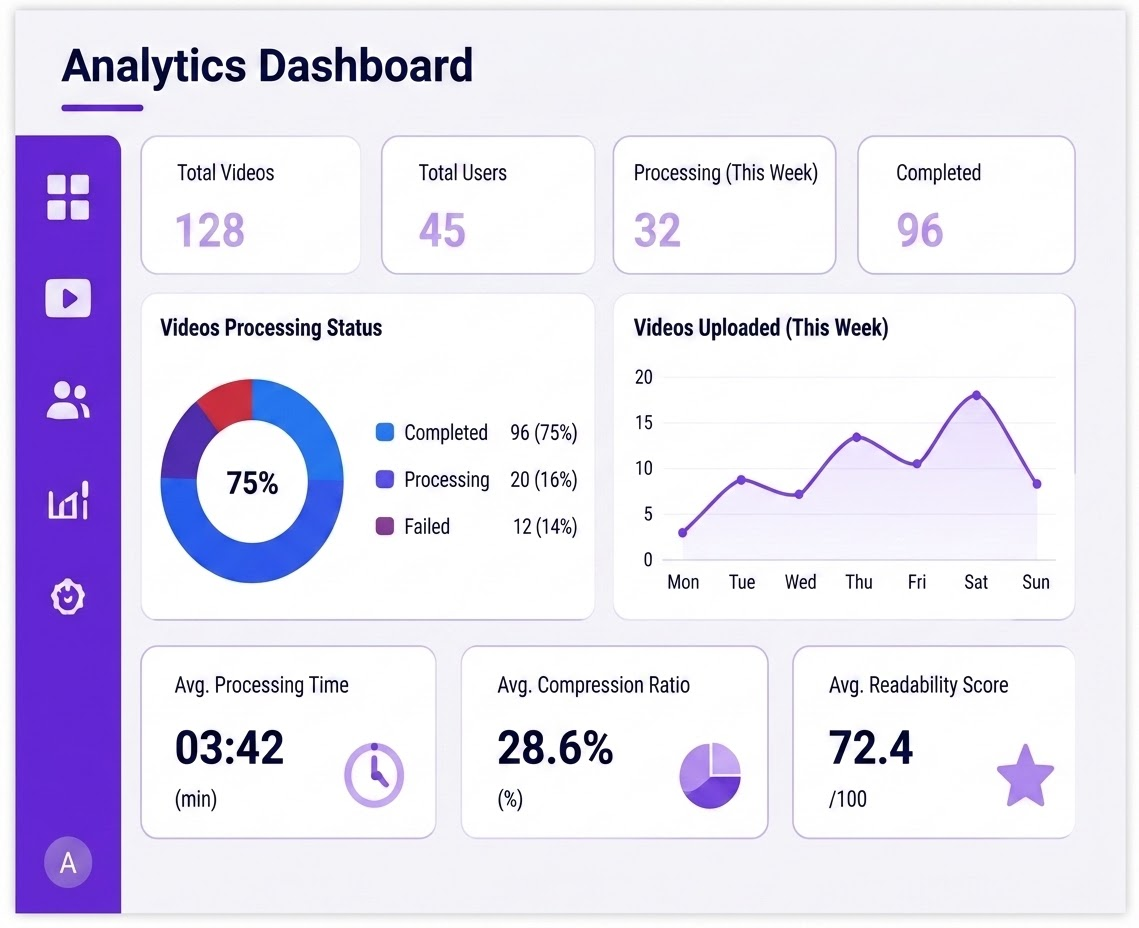 Analytics Dashboard
Total Videos
128
Total Users
45
Processing (This Week)
32
Completed
96
Videos Processing Status
75%
Completed 96 (75%)
Processing 20 (16%)
Failed 12 (14%)
Videos Uploaded (This Week)
20
15
10
5
0
Mon Tue Wed Thu Fri Sat Sun
Avg. Processing Time
03:42
(min)
Avg. Compression Ratio
28.6%
(%)
Avg. Readability Score
72.4
/100
A